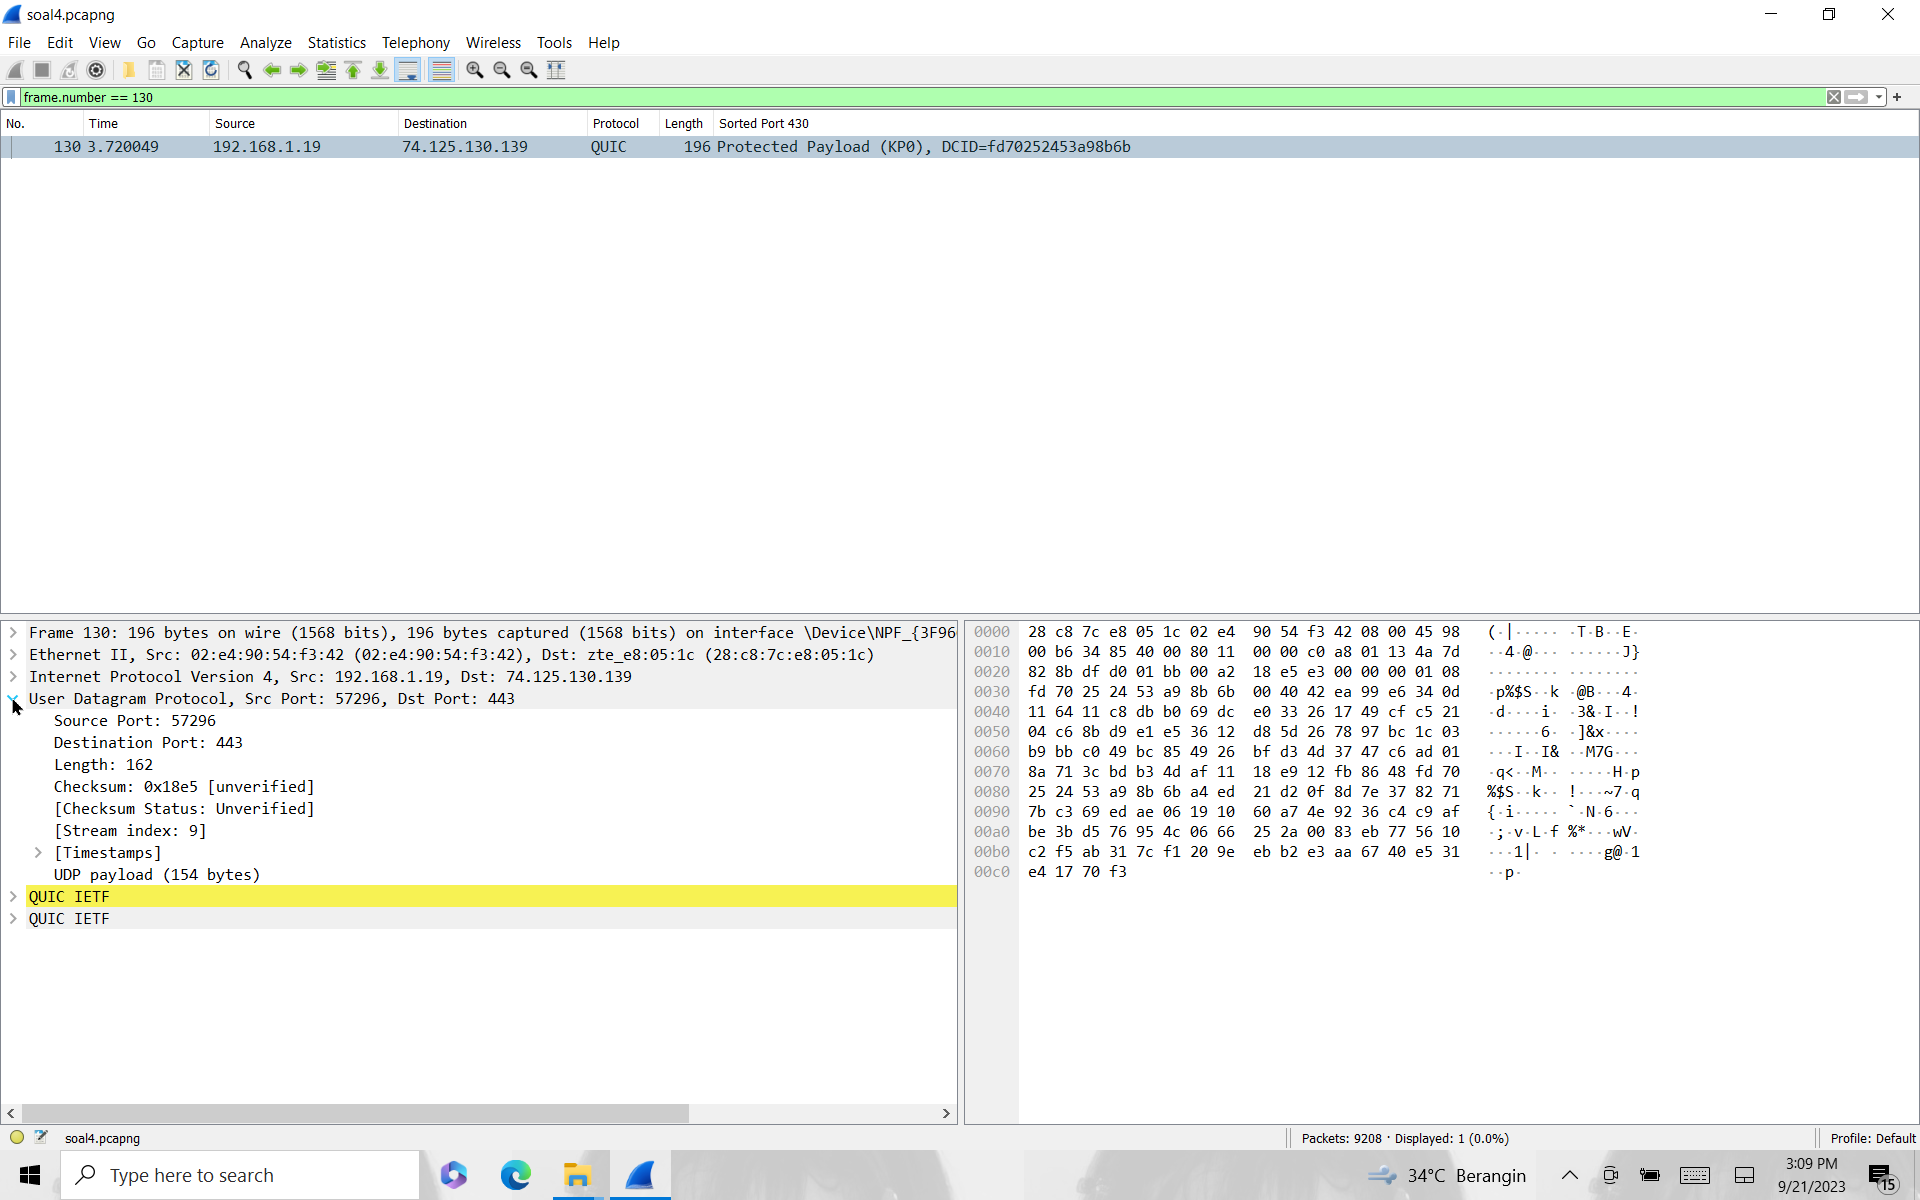 soal4.pcapng
File Edit View Go Capture Analyze Statistics Telephony Wireless Tools Help
frame.number == 130
No. Time Source Destination Protocol Length Sorted Port 430
130 3.720049 192.168.1.19 74.125.130.139 QUIC 196 Protected Payload (KP0), DCID=fd70252453a98b6b
Frame 130: 196 bytes on wire (1568 bits), 196 bytes captured (1568 bits) on interface \Device\NPF_{3F96
Ethernet II, Src: 02:e4:90:54:f3:42 (02:e4:90:54:f3:42), Dst: zte_e8:05:1c (28:c8:7c:e8:05:1c)
Internet Protocol Version 4, Src: 192.168.1.19, Dst: 74.125.130.139
User Datagram Protocol, Src Port: 57296, Dst Port: 443
Source Port: 57296
Destination Port: 443
Length: 162
Checksum: 0x18e5 [unverified]
[Checksum Status: Unverified]
[Stream index: 9]
[Timestamps]
UDP payload (154 bytes)
QUIC IETF
QUIC IETF
0000 28 c8 7c e8 05 1c 02 e4 90 54 f3 42 08 00 45 98 (·|····· ·T·B··E·
0010 00 b6 34 85 40 00 80 11 00 00 c0 a8 01 13 4a 7d ··4·@··· ······J}
0020 82 8b df d0 01 bb 00 a2 18 e5 e3 00 00 00 01 08 ········ ········
0030 fd 70 25 24 53 a9 8b 6b 00 40 42 ea 99 e6 34 0d ·p%$S··k ·@B···4·
0040 11 64 11 c8 db b0 69 dc e0 33 26 17 49 cf c5 21 ·d····i· ·3&·I··!
0050 04 c6 8b d9 e1 e5 36 12 d8 5d 26 78 97 bc 1c 03 ······6· ·]&x····
0060 b9 bb c0 49 bc 85 49 26 bf d3 4d 37 47 c6 ad 01 ···I··I& ··M7G···
0070 8a 71 3c bd b3 4d af 11 18 e9 12 fb 86 48 fd 70 ·q<··M·· ·····H·p
0080 25 24 53 a9 8b 6b a4 ed 21 d2 0f 8d 7e 37 82 71 %$S··k·· !···~7·q
0090 7b c3 69 ed ae 06 19 10 60 a7 4e 92 36 c4 c9 af {·i····· `·N·6···
00a0 be 3b d5 76 95 4c 06 66 25 2a 00 83 eb 77 56 10 ·;·v·L·f %*···wV·
00b0 c2 f5 ab 31 7c f1 20 9e eb b2 e3 aa 67 40 e5 31 ···1|· · ····g@·1
00c0 e4 17 70 f3 ··p·
soal4.pcapng
Packets: 9208 · Displayed: 1 (0.0%)
Profile: Default
Type here to search
34°C Berangin
3:09 PM
9/21/2023
15